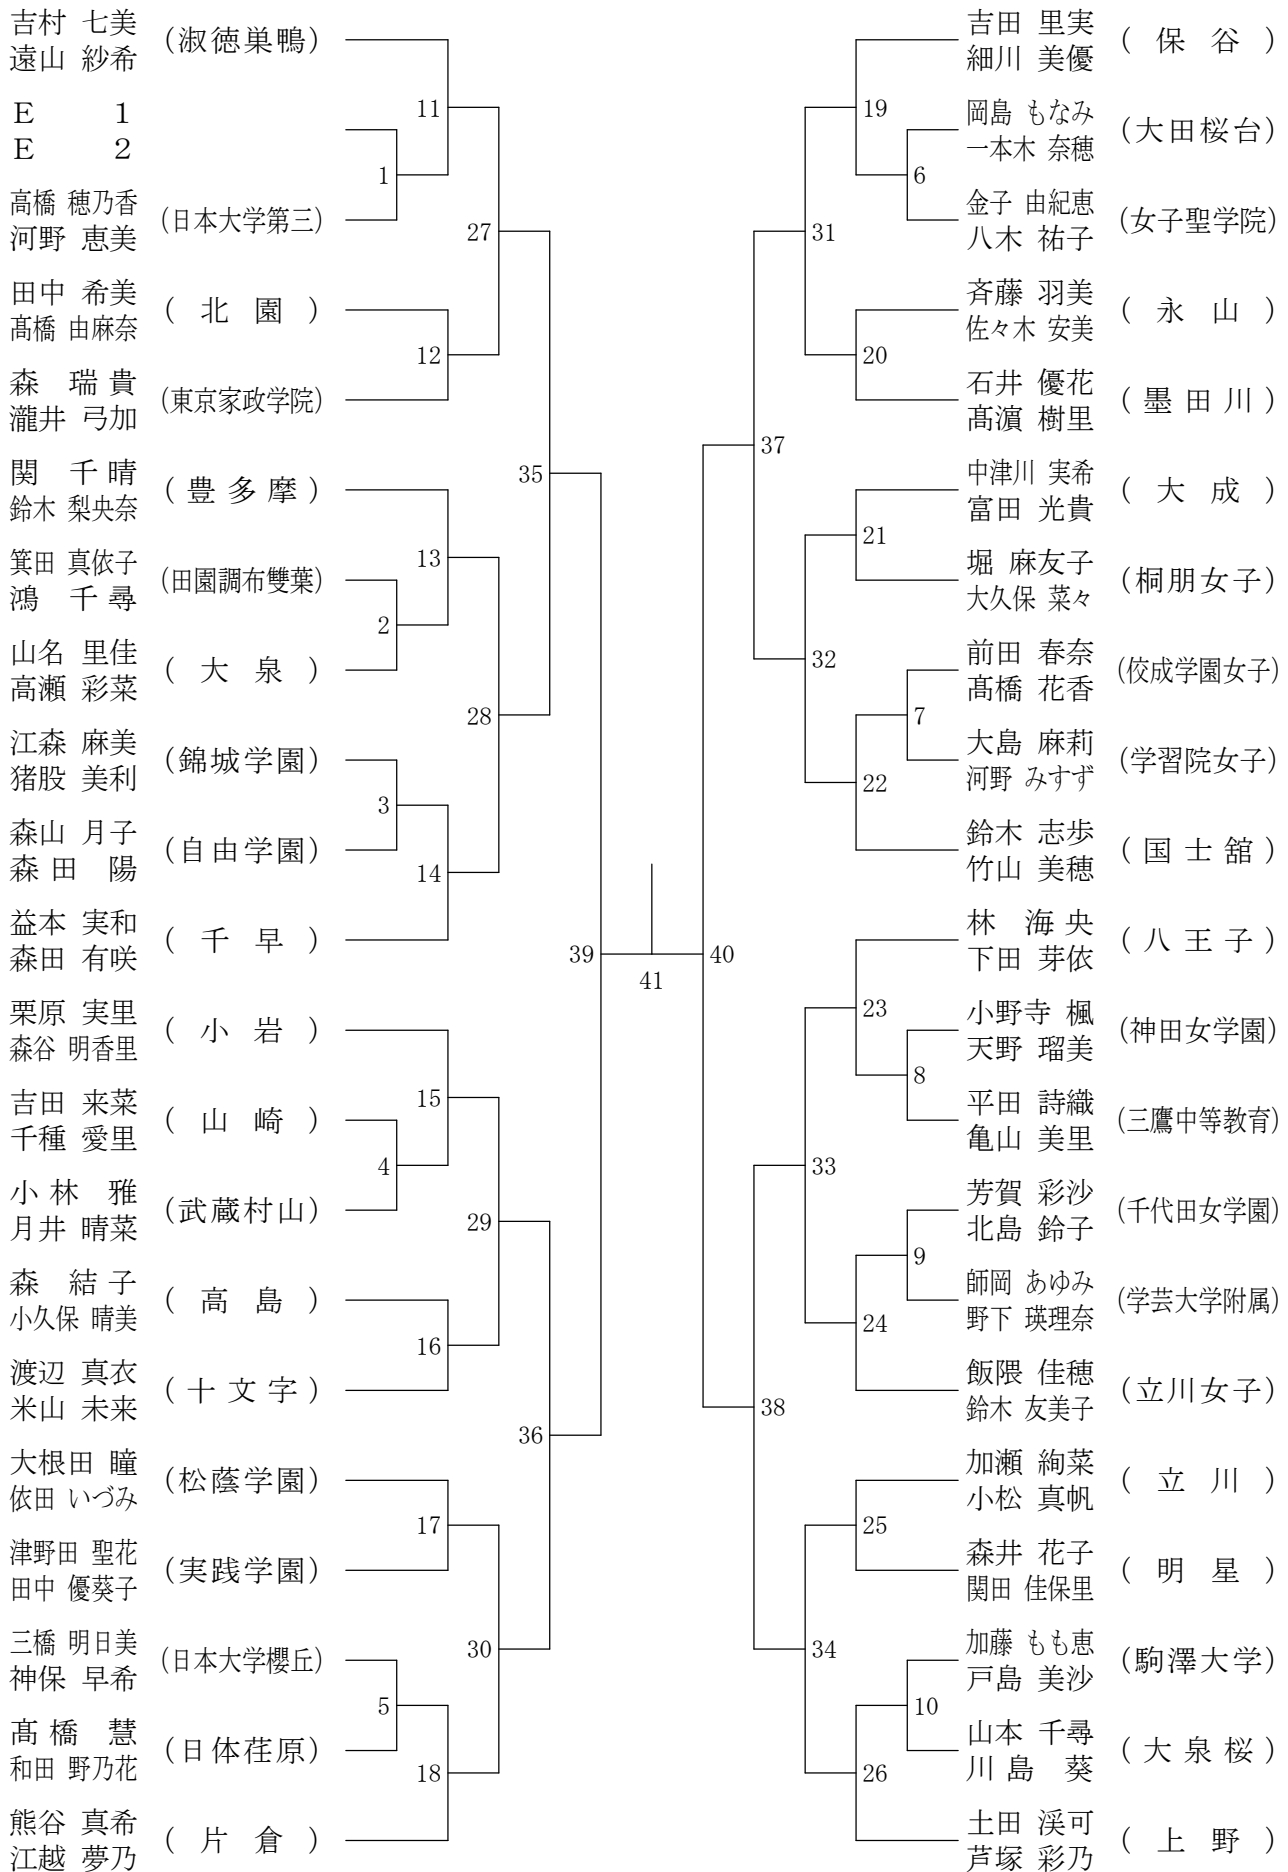 吉村 七美
遠山 紗希
(淑徳巣鴨)
E 1
E 2
高橋 穂乃香
河野 恵美
(日本大学第三)
田中 希美
髙橋 由麻奈
( 北 園 )
森 瑞貴
瀧井 弓加
(東京家政学院)
関 千晴
鈴木 梨央奈
( 豊 多 摩 )
箕田 真依子
鴻 千尋
(田園調布雙葉)
山名 里佳
高瀬 彩菜
( 大 泉 )
江森 麻美
猪股 美利
(錦城学園)
森山 月子
森田 陽
(自由学園)
益本 実和
森田 有咲
( 千 早 )
栗原 実里
森谷 明香里
( 小 岩 )
吉田 来菜
千種 愛里
( 山 崎 )
小林 雅
月井 晴菜
(武蔵村山)
森 結子
小久保 晴美
( 高 島 )
渡辺 真衣
米山 未来
( 十 文 字 )
大根田 瞳
依田 いづみ
(松蔭学園)
津野田 聖花
田中 優葵子
(実践学園)
三橋 明日美
神保 早希
(日本大学櫻丘)
髙橋 慧
和田 野乃花
(日体荏原)
熊谷 真希
江越 夢乃
( 片 倉 )
1
2
3
4
5
11
12
13
14
15
16
17
18
27
28
29
30
35
36
39
41
40
37
38
31
32
33
34
19
20
21
22
23
24
25
26
6
7
8
9
10
吉田 里実
細川 美優
( 保 谷 )
岡島 もなみ
一本木 奈穂
(大田桜台)
金子 由紀恵
八木 祐子
(女子聖学院)
斉藤 羽美
佐々木 安美
( 永 山 )
石井 優花
髙濵 樹里
( 墨 田 川 )
中津川 実希
富田 光貴
( 大 成 )
堀 麻友子
大久保 菜々
(桐朋女子)
前田 春奈
髙橋 花香
(佼成学園女子)
大島 麻莉
河野 みすず
(学習院女子)
鈴木 志歩
竹山 美穂
( 国 士 舘 )
林 海央
下田 芽依
( 八 王 子 )
小野寺 楓
天野 瑠美
(神田女学園)
平田 詩織
亀山 美里
(三鷹中等教育)
芳賀 彩沙
北島 鈴子
(千代田女学園)
師岡 あゆみ
野下 瑛理奈
(学芸大学附属)
飯隈 佳穂
鈴木 友美子
(立川女子)
加瀬 絢菜
小松 真帆
( 立 川 )
森井 花子
関田 佳保里
( 明 星 )
加藤 もも恵
戸島 美沙
(駒澤大学)
山本 千尋
川島 葵
( 大 泉 桜 )
土田 渓可
芦塚 彩乃
( 上 野 )